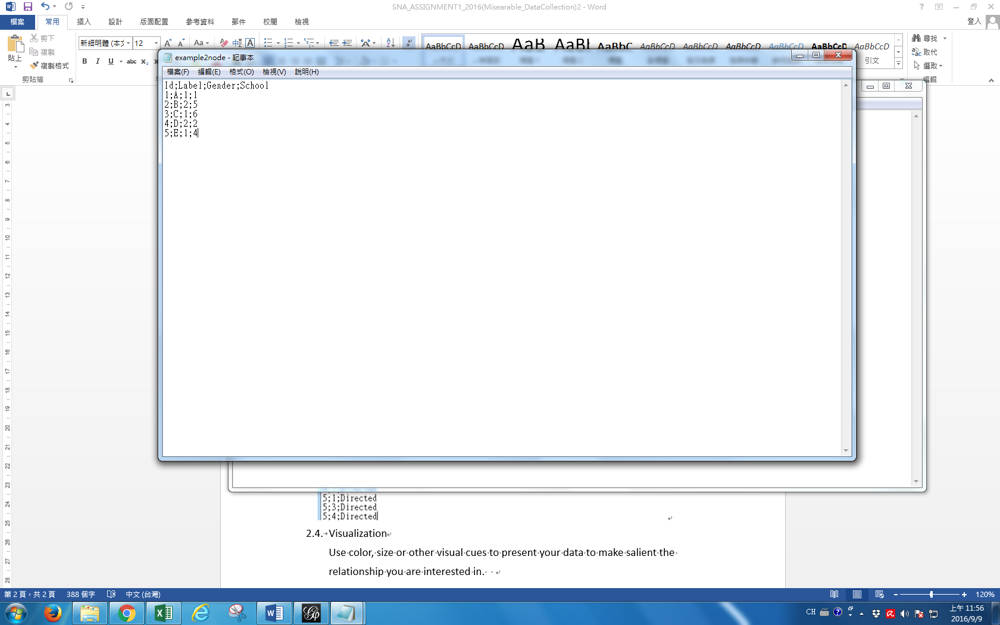 SNA_ASSIGNMENT1_2016(Misearable_DataCollection)2 - Word
檔案 常用 插入 設計 版面配置 參考資料 郵件 校閱 檢視 登入
貼上 剪下 複製 複製格式 剪貼簿
新細明體 (本文 12
AaBbCcD AaBbCcD AaB AaBl AaBbC AaBbCcD AaBbCcD AaBbCcD AaBbCcD AaBbCcD AaBbCcD
引文
尋找
取代
選取
編輯
example2node - 記事本
檔案(F) 編輯(E) 格式(O) 檢視(V) 說明(H)
Id;Label;Gender;School
1;A;1;1
2;B;2;5
3;C;1;6
4;D;2;2
5;E;1;4
5;1;Directed
5;3;Directed
5;4;Directed
2.4. Visualization
Use color, size or other visual cues to present your data to make salient the
relationship you are interested in.
第 2 頁，共 2 頁 388 個字 中文 (台灣) 120%
CH
上午 11:56
2016/9/9